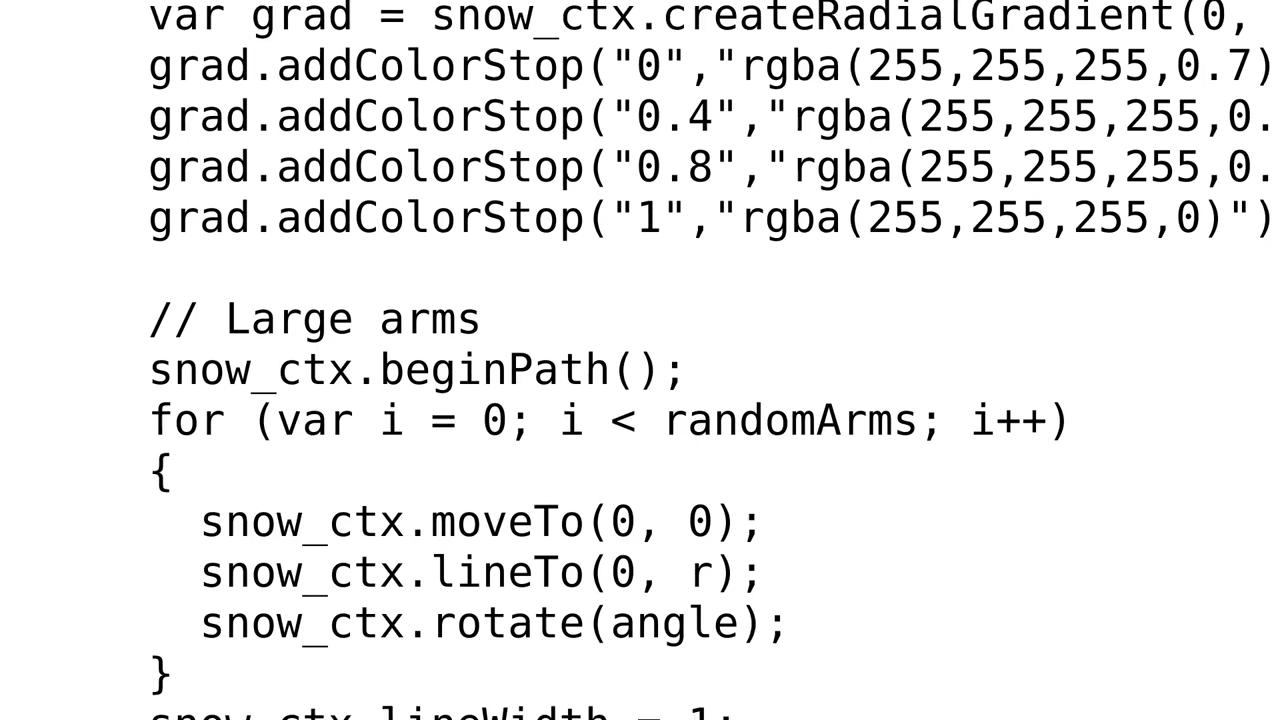 var grad = snow_ctx.createRadialGradient(0,
grad.addColorStop("0","rgba(255,255,255,0.7)
grad.addColorStop("0.4","rgba(255,255,255,0.
grad.addColorStop("0.8","rgba(255,255,255,0.
grad.addColorStop("1","rgba(255,255,255,0)")
// Large arms
snow_ctx.beginPath();
for (var i = 0; i < randomArms; i++)
{
snow_ctx.moveTo(0, 0);
snow_ctx.lineTo(0, r);
snow_ctx.rotate(angle);
}
snow_ctx.lineWidth = 1;